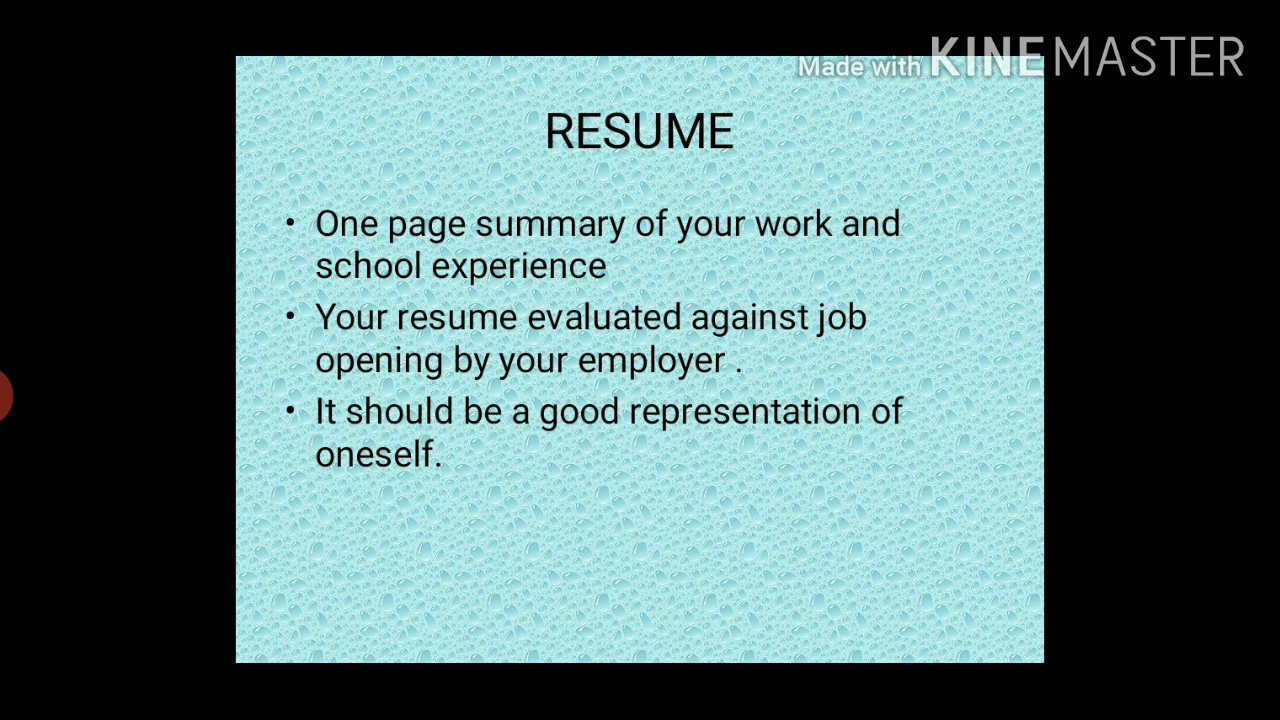 Made with KINEMASTER
RESUME
• One page summary of your work and
school experience
• Your resume evaluated against job
opening by your employer .
• It should be a good representation of
oneself.